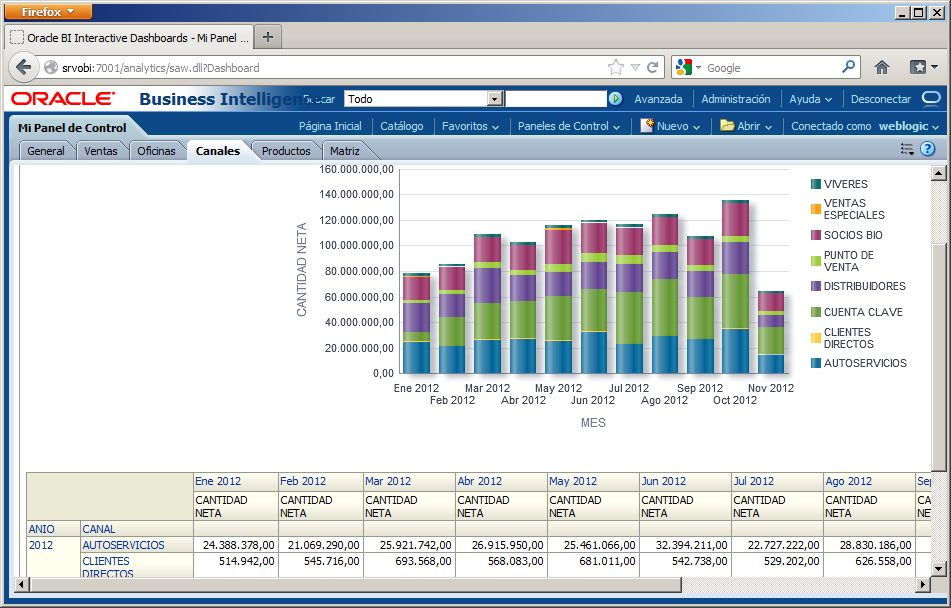 Firefox
Oracle BI Interactive Dashboards - Mi Panel ...
srvobi:7001/analytics/saw.dll?Dashboard
Google
ORACLE Business Intelligen
car Todo Avanzada Administración Ayuda Desconectar
Mi Panel de Control
Página Inicial Catálogo Favoritos Paneles de Control Nuevo Abrir Conectado como weblogic
General Ventas Oficinas Canales Productos Matriz
160.000.000,00
140.000.000,00
120.000.000,00
100.000.000,00
80.000.000,00
60.000.000,00
40.000.000,00
20.000.000,00
0,00
CANTIDAD NETA
Ene 2012 Mar 2012 May 2012 Jul 2012 Sep 2012 Nov 2012
Feb 2012 Abr 2012 Jun 2012 Ago 2012 Oct 2012
MES
VIVERES
VENTAS
ESPECIALES
SOCIOS BIO
PUNTO DE
VENTA
DISTRIBUIDORES
CUENTA CLAVE
CLIENTES
DIRECTOS
AUTOSERVICIOS
Ene 2012 Feb 2012 Mar 2012 Abr 2012 May 2012 Jun 2012 Jul 2012 Ago 2012 Sep
CANTIDAD CANTIDAD CANTIDAD CANTIDAD CANTIDAD CANTIDAD CANTIDAD CANTIDAD CA
NETA NETA NETA NETA NETA NETA NETA NETA NE
ANIO CANAL
2012 AUTOSERVICIOS 24.388.378,00 21.069.290,00 25.921.742,00 26.915.950,00 25.461.066,00 32.394.211,00 22.727.222,00 28.830.186,00
CLIENTES 514.942,00 545.716,00 693.568,00 568.083,00 681.011,00 542.738,00 529.202,00 626.558,00
DIRECTOS